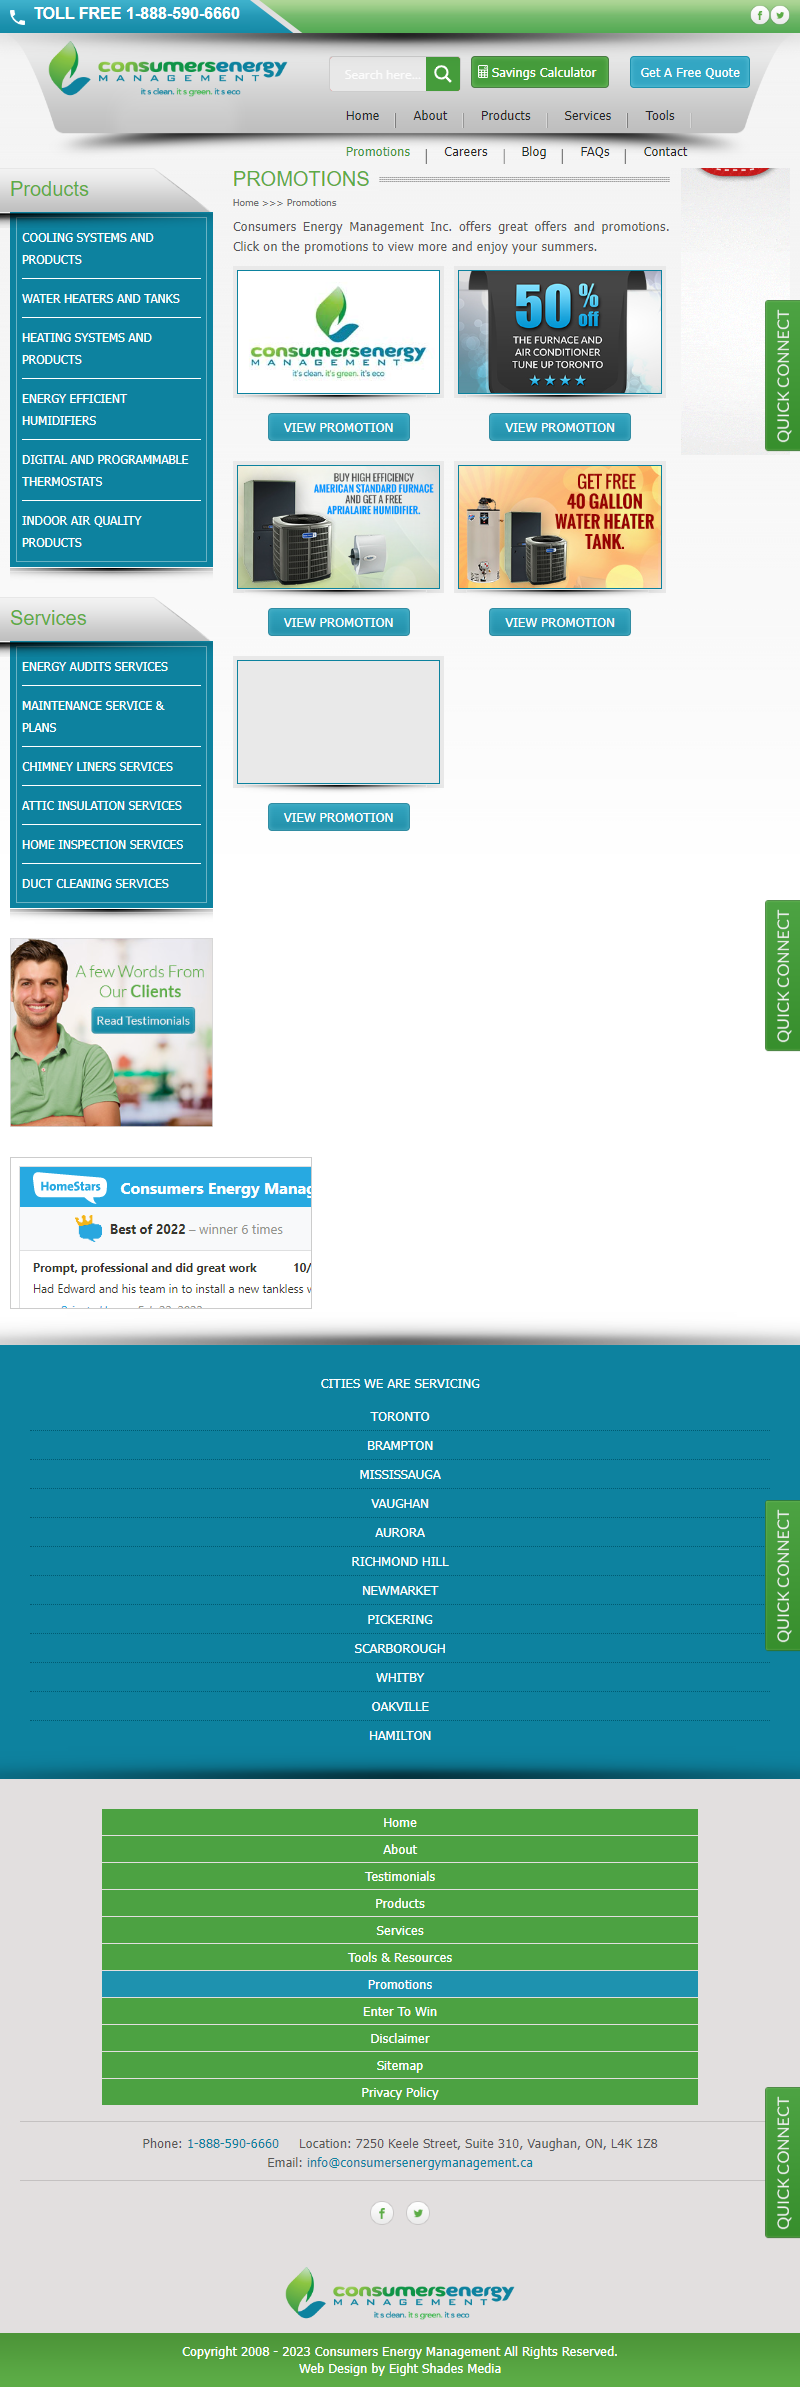 TOLL FREE 1-888-590-6660
consumersenergy
MANAGEMENT
it's clean. it's green. it's eco
Search here...
Savings Calculator
Get A Free Quote
Home
About
Products
Services
Tools
Promotions
Careers
Blog
FAQs
Contact
Products
COOLING SYSTEMS AND
PRODUCTS
WATER HEATERS AND TANKS
HEATING SYSTEMS AND
PRODUCTS
ENERGY EFFICIENT
HUMIDIFIERS
DIGITAL AND PROGRAMMABLE
THERMOSTATS
INDOOR AIR QUALITY
PRODUCTS
Services
ENERGY AUDITS SERVICES
MAINTENANCE SERVICE &
PLANS
CHIMNEY LINERS SERVICES
ATTIC INSULATION SERVICES
HOME INSPECTION SERVICES
DUCT CLEANING SERVICES
A few Words From
Our Clients
Read Testimonials
HomeStars
Consumers Energy Manag
Best of 2022 – winner 6 times
Prompt, professional and did great work
10/
Had Edward and his team in to install a new tankless w
PROMOTIONS
Home >>> Promotions
Consumers Energy Management Inc. offers great offers and promotions.
Click on the promotions to view more and enjoy your summers.
consumersenergy
MANAGEMENT
it's clean. it's green. it's eco
VIEW PROMOTION
50% off
THE FURNACE AND
AIR CONDITIONER
TUNE UP TORONTO
VIEW PROMOTION
BUY HIGH EFFICIENCY
AMERICAN STANDARD FURNACE
AND GET A FREE
APRIALAIRE HUMIDIFIER.
VIEW PROMOTION
GET FREE
40 GALLON
WATER HEATER
TANK.
VIEW PROMOTION
VIEW PROMOTION
QUICK CONNECT
QUICK CONNECT
QUICK CONNECT
QUICK CONNECT
CITIES WE ARE SERVICING
TORONTO
BRAMPTON
MISSISSAUGA
VAUGHAN
AURORA
RICHMOND HILL
NEWMARKET
PICKERING
SCARBOROUGH
WHITBY
OAKVILLE
HAMILTON
Home
About
Testimonials
Products
Services
Tools & Resources
Promotions
Enter To Win
Disclaimer
Sitemap
Privacy Policy
Phone: 1-888-590-6660 Location: 7250 Keele Street, Suite 310, Vaughan, ON, L4K 1Z8
Email: info@consumersenergymanagement.ca
consumersenergy
MANAGEMENT
it's clean. it's green. it's eco
Copyright 2008 - 2023 Consumers Energy Management All Rights Reserved.
Web Design by Eight Shades Media